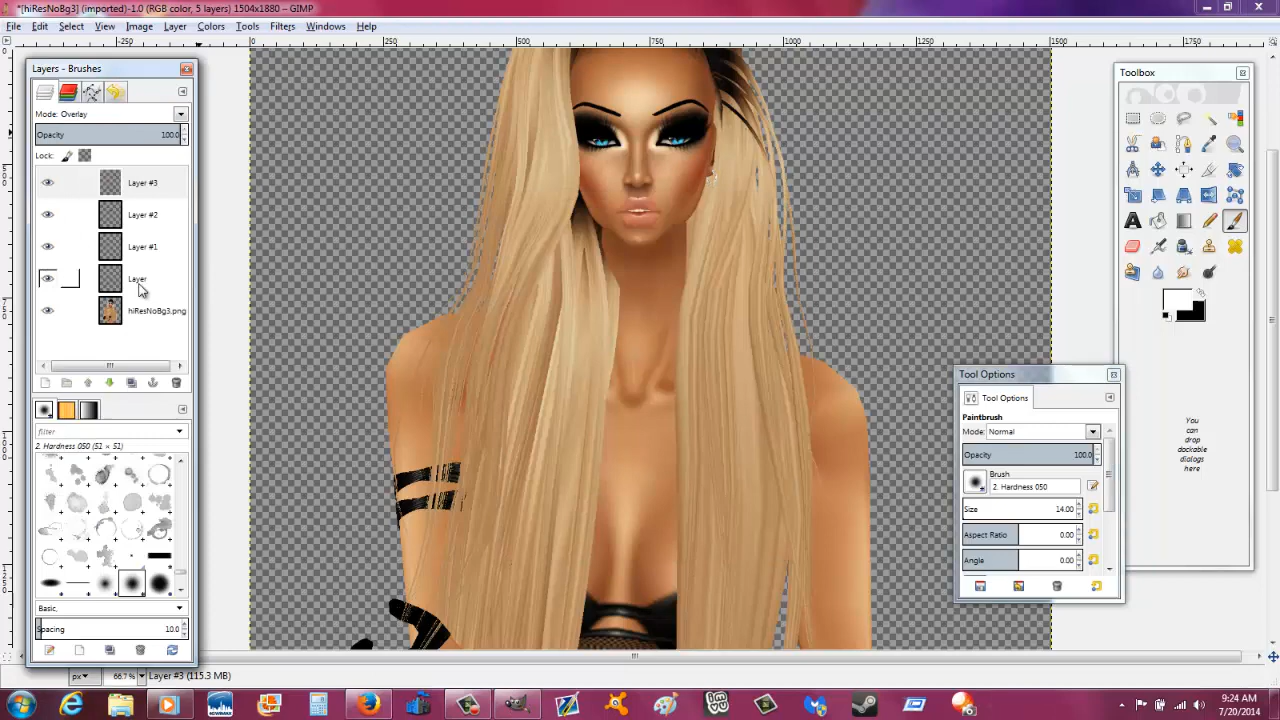 *[hiResNoBg3] (imported)-1.0 (RGB color, 5 layers) 1504x1880 – GIMP
File Edit Select View Image Layer Colors Tools Filters Windows Help
-250 0 250 500 750 1000 1250 1500 1750
Layers - Brushes
Mode: Overlay
Opacity 100.0
Lock:
Layer #3
Layer #2
Layer #1
Layer
hiResNoBg3.png
filter
2. Hardness 050 (51 × 51)
Basic,
Spacing 10.0
Toolbox
Tool Options
Tool Options
Paintbrush
Mode: Normal
Opacity 100.0
Brush
2. Hardness 050
Size 14.00
Aspect Ratio 0.00
Angle 0.00
You
can
drop
dockable
dialogs
here
px 66.7% Layer #3 (115.3 MB)
9:24 AM
7/20/2014